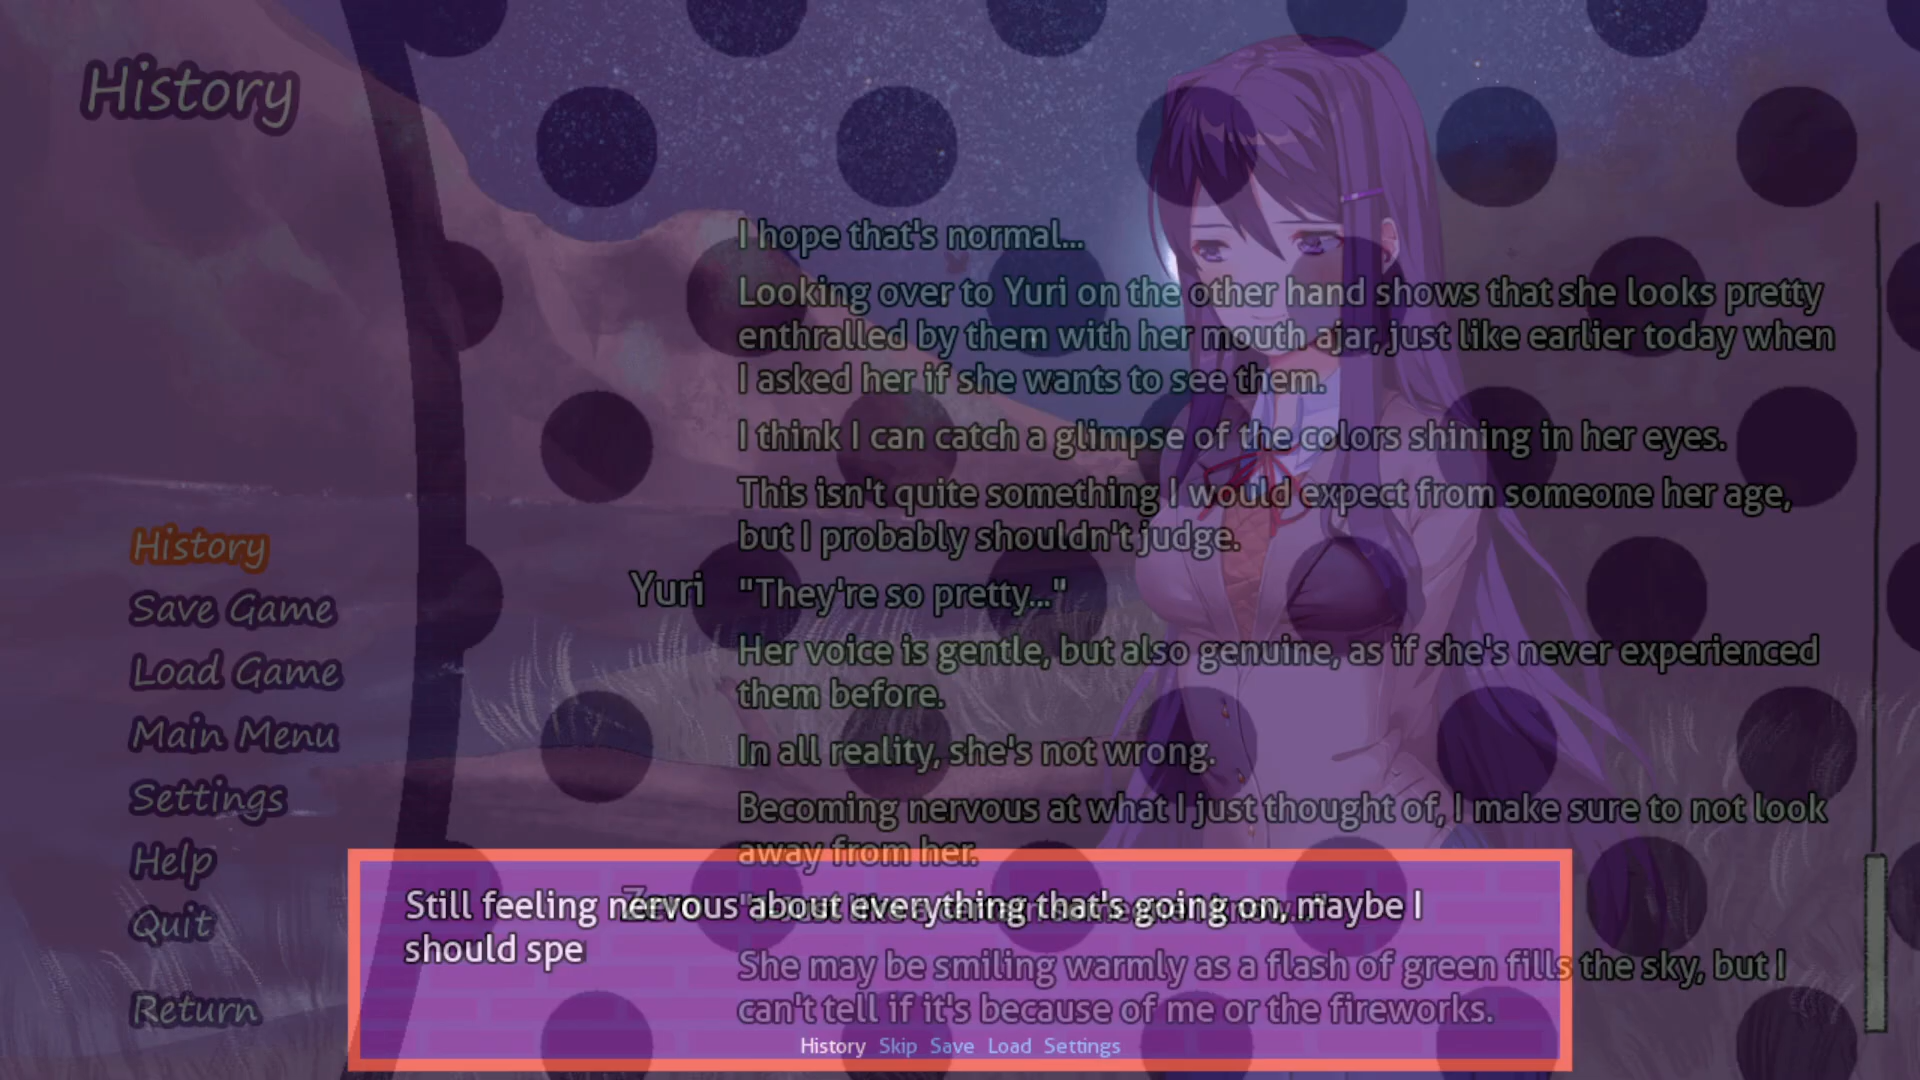 History
I hope that's normal...
Looking over to Yuri on the other hand shows that she looks pretty
enthralled by them with her mouth ajar, just like earlier today when
I asked her if she wants to see them.
I think I can catch a glimpse of the colors shining in her eyes.
This isn't quite something I would expect from someone her age,
but I probably shouldn't judge.
Yuri "They're so pretty..."
Her voice is gentle, but also genuine, as if she's never experienced
them before.
In all reality, she's not wrong.
Becoming nervous at what I just thought of, I make sure to not look
away from her.
She may be smiling warmly as a flash of green fills the sky, but I
can't tell if it's because of me or the fireworks.
History
Save Game
Load Game
Main Menu
Settings
Help
Quit
Return
Still feeling nervous about everything that's going on, maybe I
should spe
History Skip Save Load Settings